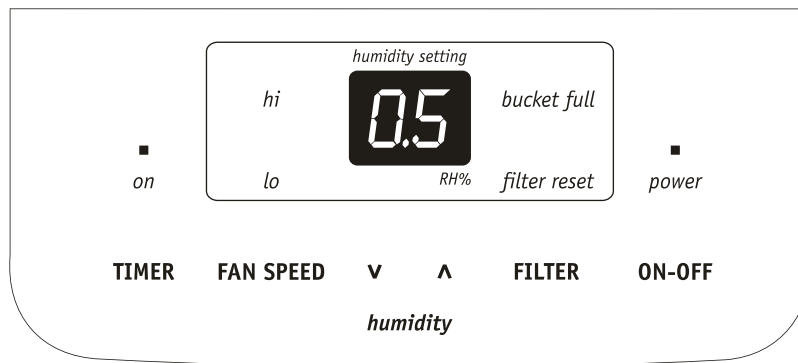 humidity setting
hi 0.5 bucket full
on lo RH% filter reset power
TIMER FAN SPEED ∨ ∧ FILTER ON-OFF
humidity